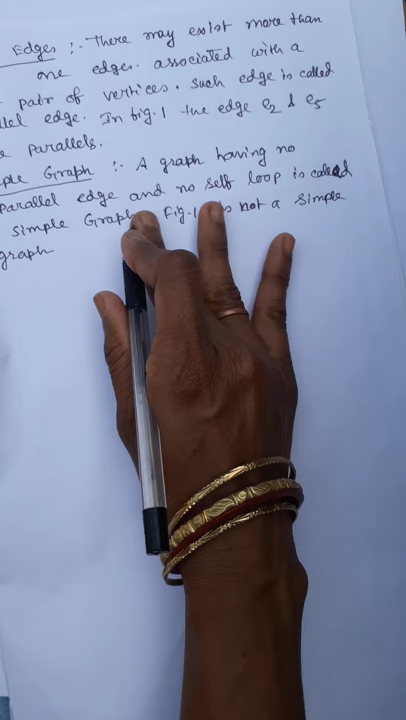 Edges :- There may exist more than
one edges. associated with a
pair of vertices. such edge is called
edge. In fig.1 the edge e2 & e5
Parallels.
Graph :- A graph having no
parallel edge and no self loop is called
simple Graph Fig.1 is not a simple
graph